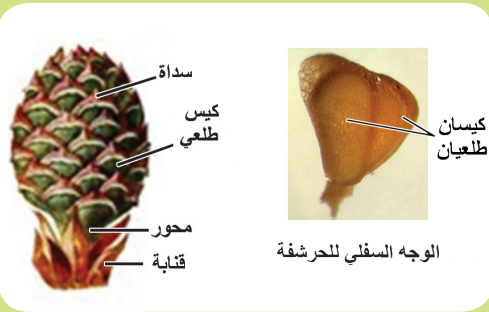 سداة
كيس
طلعي
محور
قنابة
كيسان
طلعيان
الوجه السفلي للحرشفة